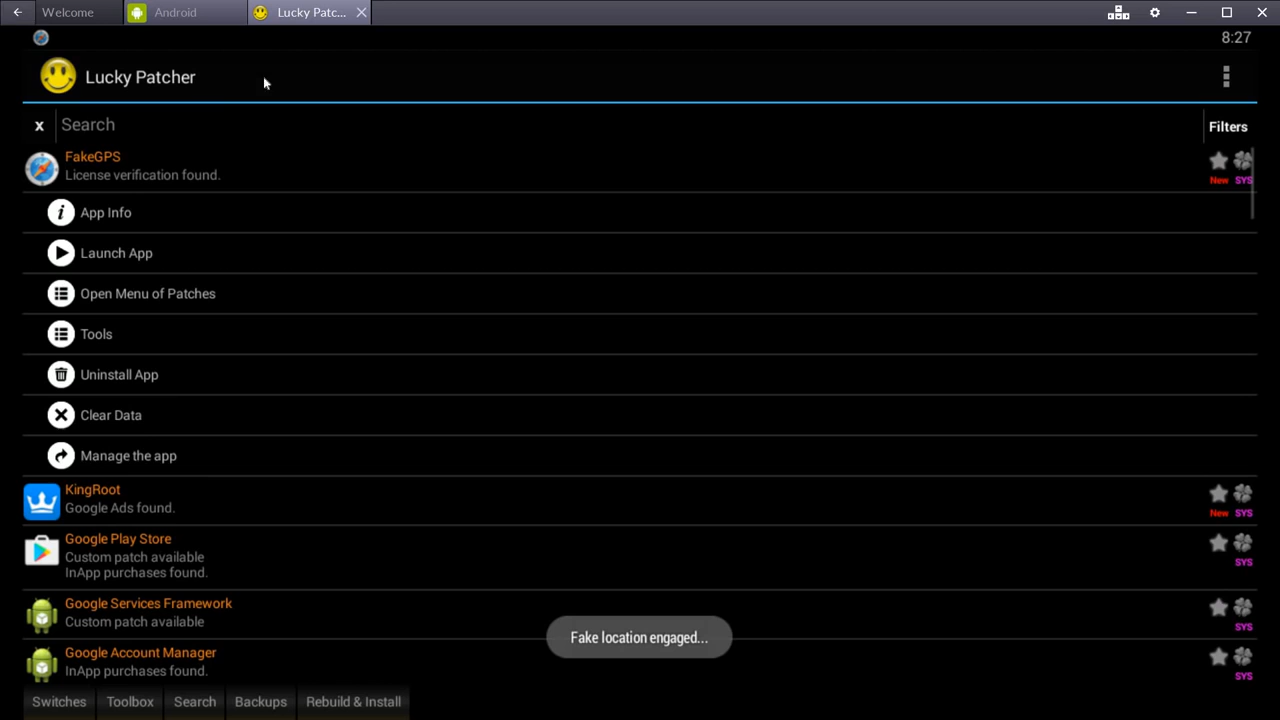 Welcome
Android
Lucky Patc...
8:27
Lucky Patcher
x
Search
Filters
FakeGPS
License verification found.
New
SYS
App Info
Launch App
Open Menu of Patches
Tools
Uninstall App
Clear Data
Manage the app
KingRoot
Google Ads found.
New
SYS
Google Play Store
Custom patch available
InApp purchases found.
SYS
Google Services Framework
Custom patch available
SYS
Fake location engaged...
Google Account Manager
InApp purchases found.
SYS
Switches
Toolbox
Search
Backups
Rebuild & Install